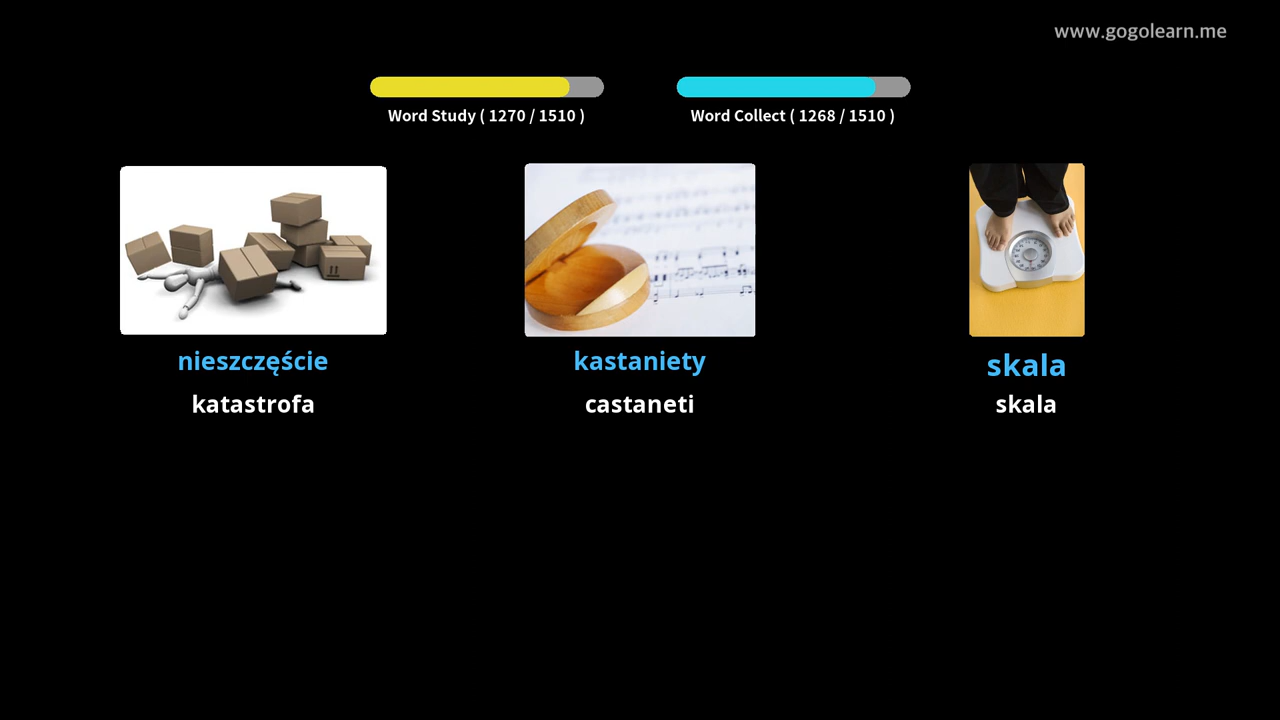 www.gogolearn.me
Word Study ( 1270 / 1510 )
Word Collect ( 1268 / 1510 )
nieszczęście
katastrofa
kastaniety
castaneti
skala
skala